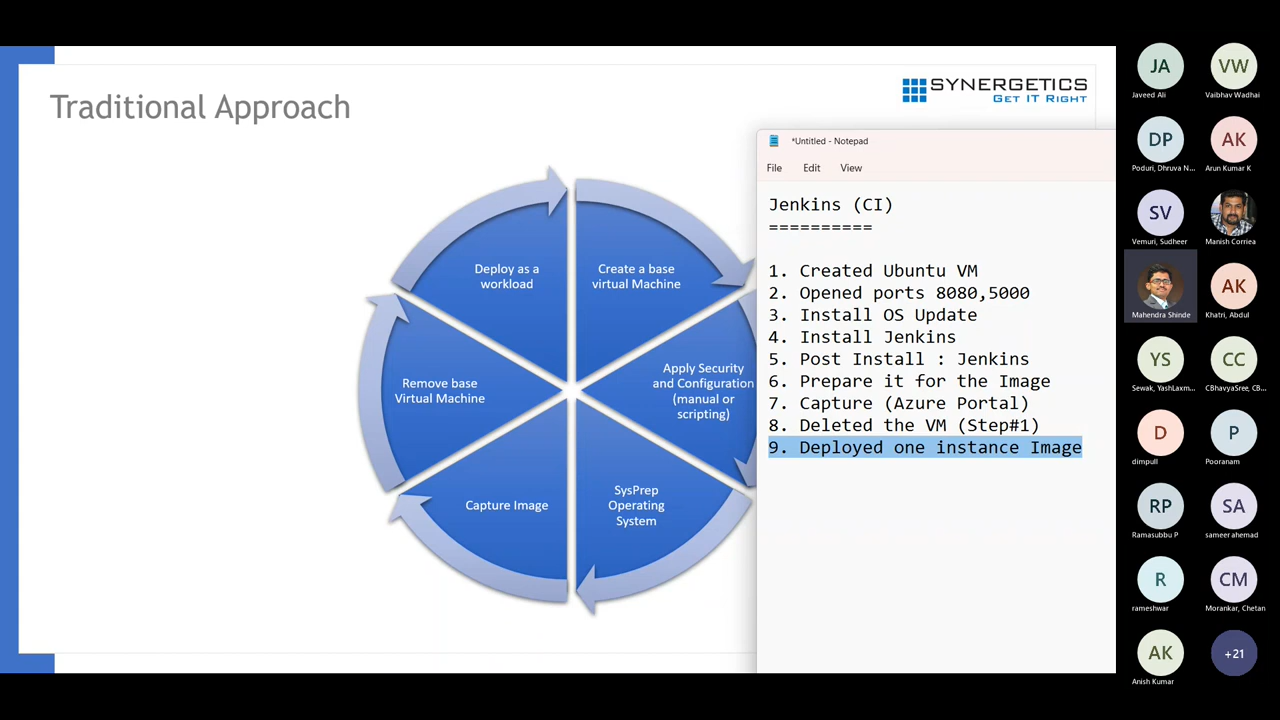 Traditional Approach
SYNERGETICS
GET IT RIGHT
Deploy as a
workload
Create a base
virtual Machine
Apply Security
and Configuration
(manual or
scripting)
SysPrep
Operating
System
Capture Image
Remove base
Virtual Machine
*Untitled - Notepad
File Edit View
Jenkins (CI)
==========
1. Created Ubuntu VM
2. Opened ports 8080,5000
3. Install OS Update
4. Install Jenkins
5. Post Install : Jenkins
6. Prepare it for the Image
7. Capture (Azure Portal)
8. Deleted the VM (Step#1)
9. Deployed one instance Image
JA
Javeed Ali
VW
Vaibhav Wadhai
DP
Poduri, Dhruva N...
AK
Arun Kumar K
SV
Vemuri, Sudheer
Manish Corriea
Mahendra Shinde
AK
Khatri, Abdul
YS
Sewak, YashLaxm...
CC
CBhavyaSree, CB...
D
dimpull
P
Pooranam
RP
Ramasubbu P
SA
sameer ahemad
R
rameshwar
CM
Morankar, Chetan
AK
Anish Kumar
+21